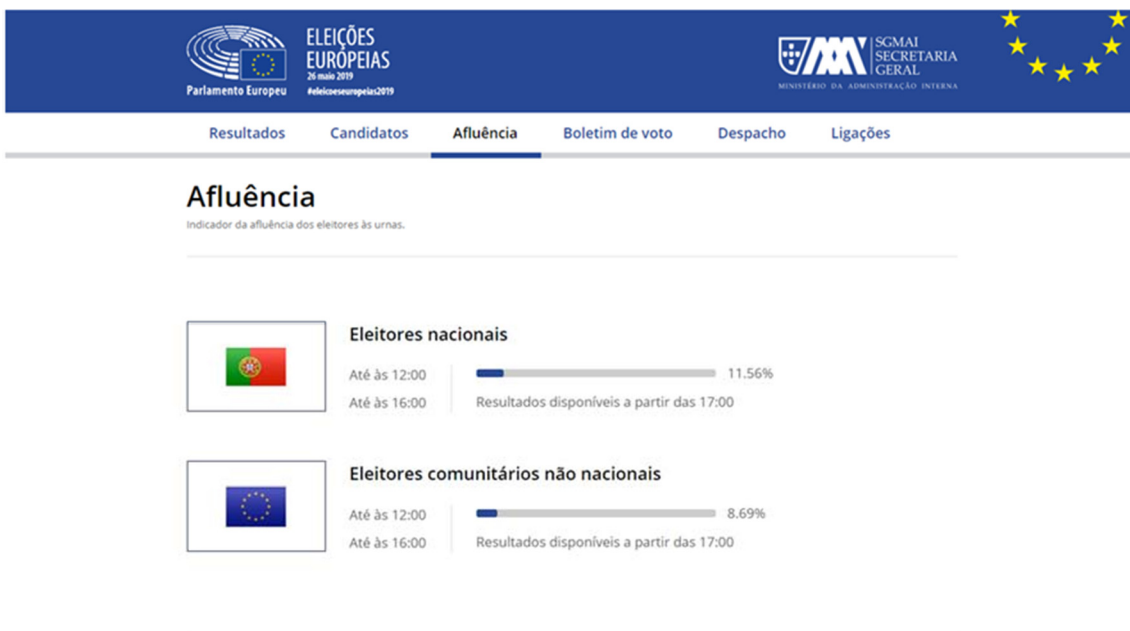 Parlamento Europeu
ELEIÇÕES
EUROPEIAS
26 maio 2019
#eleicoeseuropeias2019
SGMAI
SECRETARIA
GERAL
MINISTÉRIO DA ADMINISTRAÇÃO INTERNA
Resultados Candidatos Afluência Boletim de voto Despacho Ligações
Afluência
Indicador da afluência dos eleitores às urnas.
Eleitores nacionais
Até às 12:00 11.56%
Até às 16:00 Resultados disponíveis a partir das 17:00
Eleitores comunitários não nacionais
Até às 12:00 8.69%
Até às 16:00 Resultados disponíveis a partir das 17:00